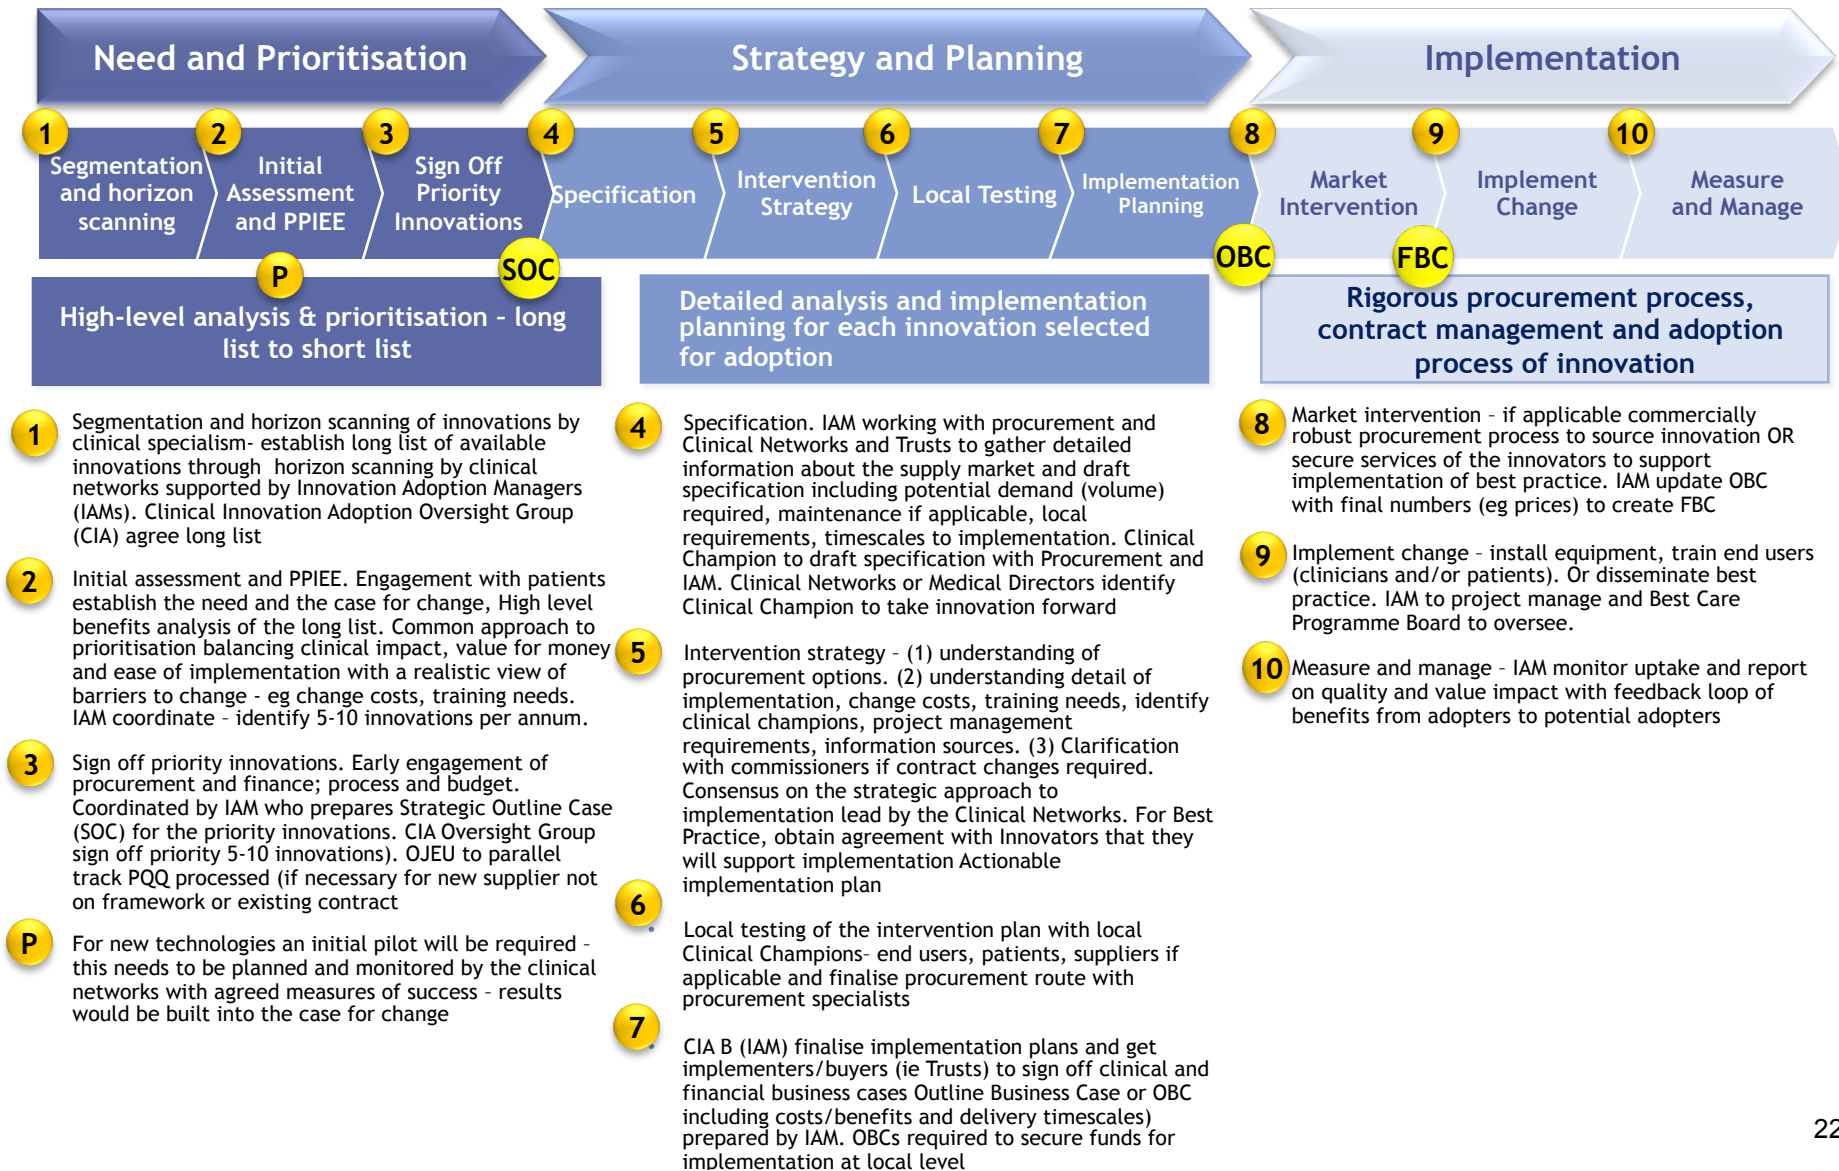 Need and Prioritisation
Strategy and Planning
Implementation
1
2
3
4
5
6
7
8
9
10
Segmentation
and horizon
scanning
Initial
Assessment
and PPIEE
Sign Off
Priority
Innovations
Specification
Intervention
Strategy
Local Testing
Implementation
Planning
Market
Intervention
Implement
Change
Measure
and Manage
P
SOC
OBC
FBC
High-level analysis & prioritisation – long
list to short list
Detailed analysis and implementation
planning for each innovation selected
for adoption
Rigorous procurement process,
contract management and adoption
process of innovation
1
Segmentation and horizon scanning of innovations by
clinical specialism- establish long list of available
innovations through horizon scanning by clinical
networks supported by Innovation Adoption Managers
(IAMs). Clinical Innovation Adoption Oversight Group
(CIA) agree long list
2
Initial assessment and PPIEE. Engagement with patients
establish the need and the case for change, High level
benefits analysis of the long list. Common approach to
prioritisation balancing clinical impact, value for money
and ease of implementation with a realistic view of
barriers to change - eg change costs, training needs.
IAM coordinate – identify 5-10 innovations per annum.
3
Sign off priority innovations. Early engagement of
procurement and finance; process and budget.
Coordinated by IAM who prepares Strategic Outline Case
(SOC) for the priority innovations. CIA Oversight Group
sign off priority 5-10 innovations). OJEU to parallel
track PQQ processed (if necessary for new supplier not
on framework or existing contract
P
For new technologies an initial pilot will be required –
this needs to be planned and monitored by the clinical
networks with agreed measures of success – results
would be built into the case for change
4
Specification. IAM working with procurement and
Clinical Networks and Trusts to gather detailed
information about the supply market and draft
specification including potential demand (volume)
required, maintenance if applicable, local
requirements, timescales to implementation. Clinical
Champion to draft specification with Procurement and
IAM. Clinical Networks or Medical Directors identify
Clinical Champion to take innovation forward
5
Intervention strategy – (1) understanding of
procurement options. (2) understanding detail of
implementation, change costs, training needs, identify
clinical champions, project management
requirements, information sources. (3) Clarification
with commissioners if contract changes required.
Consensus on the strategic approach to
implementation lead by the Clinical Networks. For Best
Practice, obtain agreement with Innovators that they
will support implementation Actionable
implementation plan
6
• Local testing of the intervention plan with local
Clinical Champions– end users, patients, suppliers if
applicable and finalise procurement route with
procurement specialists
7
• CIA B (IAM) finalise implementation plans and get
implementers/buyers (ie Trusts) to sign off clinical and
financial business cases Outline Business Case or OBC
including costs/benefits and delivery timescales)
prepared by IAM. OBCs required to secure funds for
implementation at local level
8
Market intervention – if applicable commercially
robust procurement process to source innovation OR
secure services of the innovators to support
implementation of best practice. IAM update OBC
with final numbers (eg prices) to create FBC
9
Implement change – install equipment, train end users
(clinicians and/or patients). Or disseminate best
practice. IAM to project manage and Best Care
Programme Board to oversee.
10
Measure and manage – IAM monitor uptake and report
on quality and value impact with feedback loop of
benefits from adopters to potential adopters
22